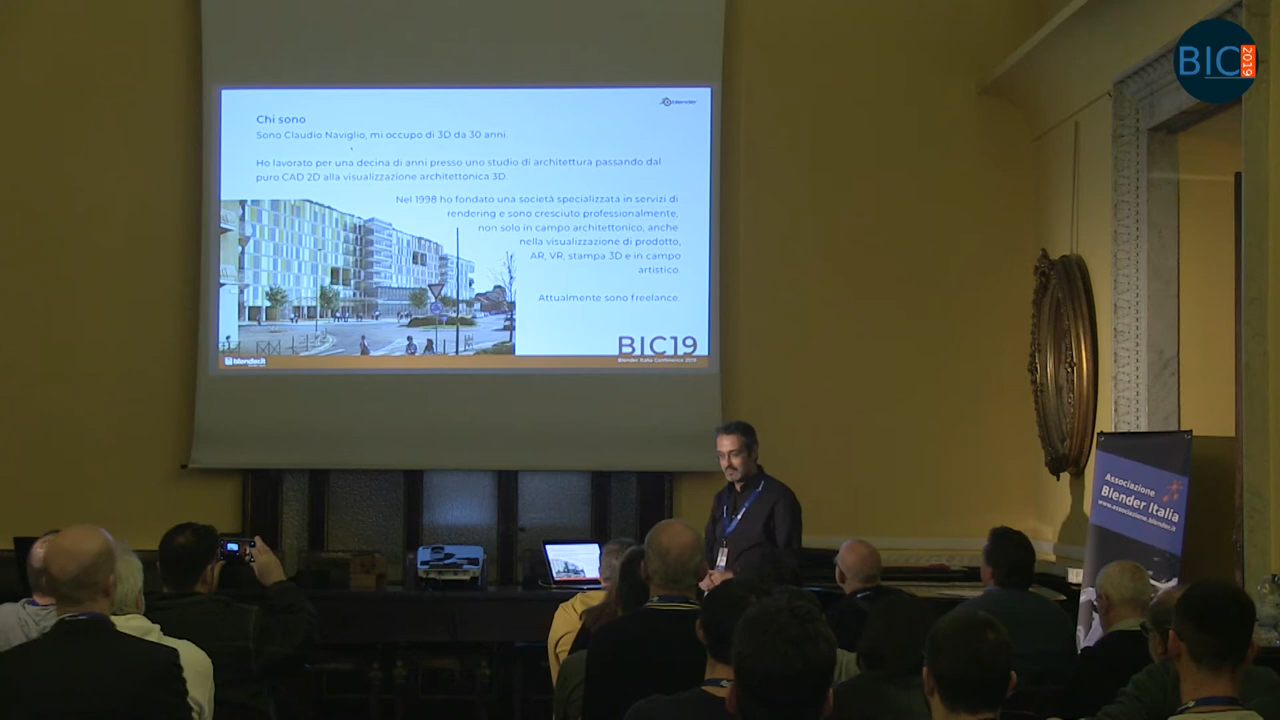 BIC
2019
blender
Chi sono
Sono Claudio Naviglio, mi occupo di 3D da 30 anni.
Ho lavorato per una decina di anni presso uno studio di architettura passando dal
puro CAD 2D alla visualizzazione architettonica 3D.
Nel 1998 ho fondato una società specializzata in servizi di
rendering e sono cresciuto professionalmente,
non solo in campo architettonico, anche
nella visualizzazione di prodotto,
AR, VR, stampa 3D e in campo
artistico.
Attualmente sono freelance.
BIC19
Blender Italia Conference 2019
blender.it
Associazione
Blender Italia
www.associazione.blender.it